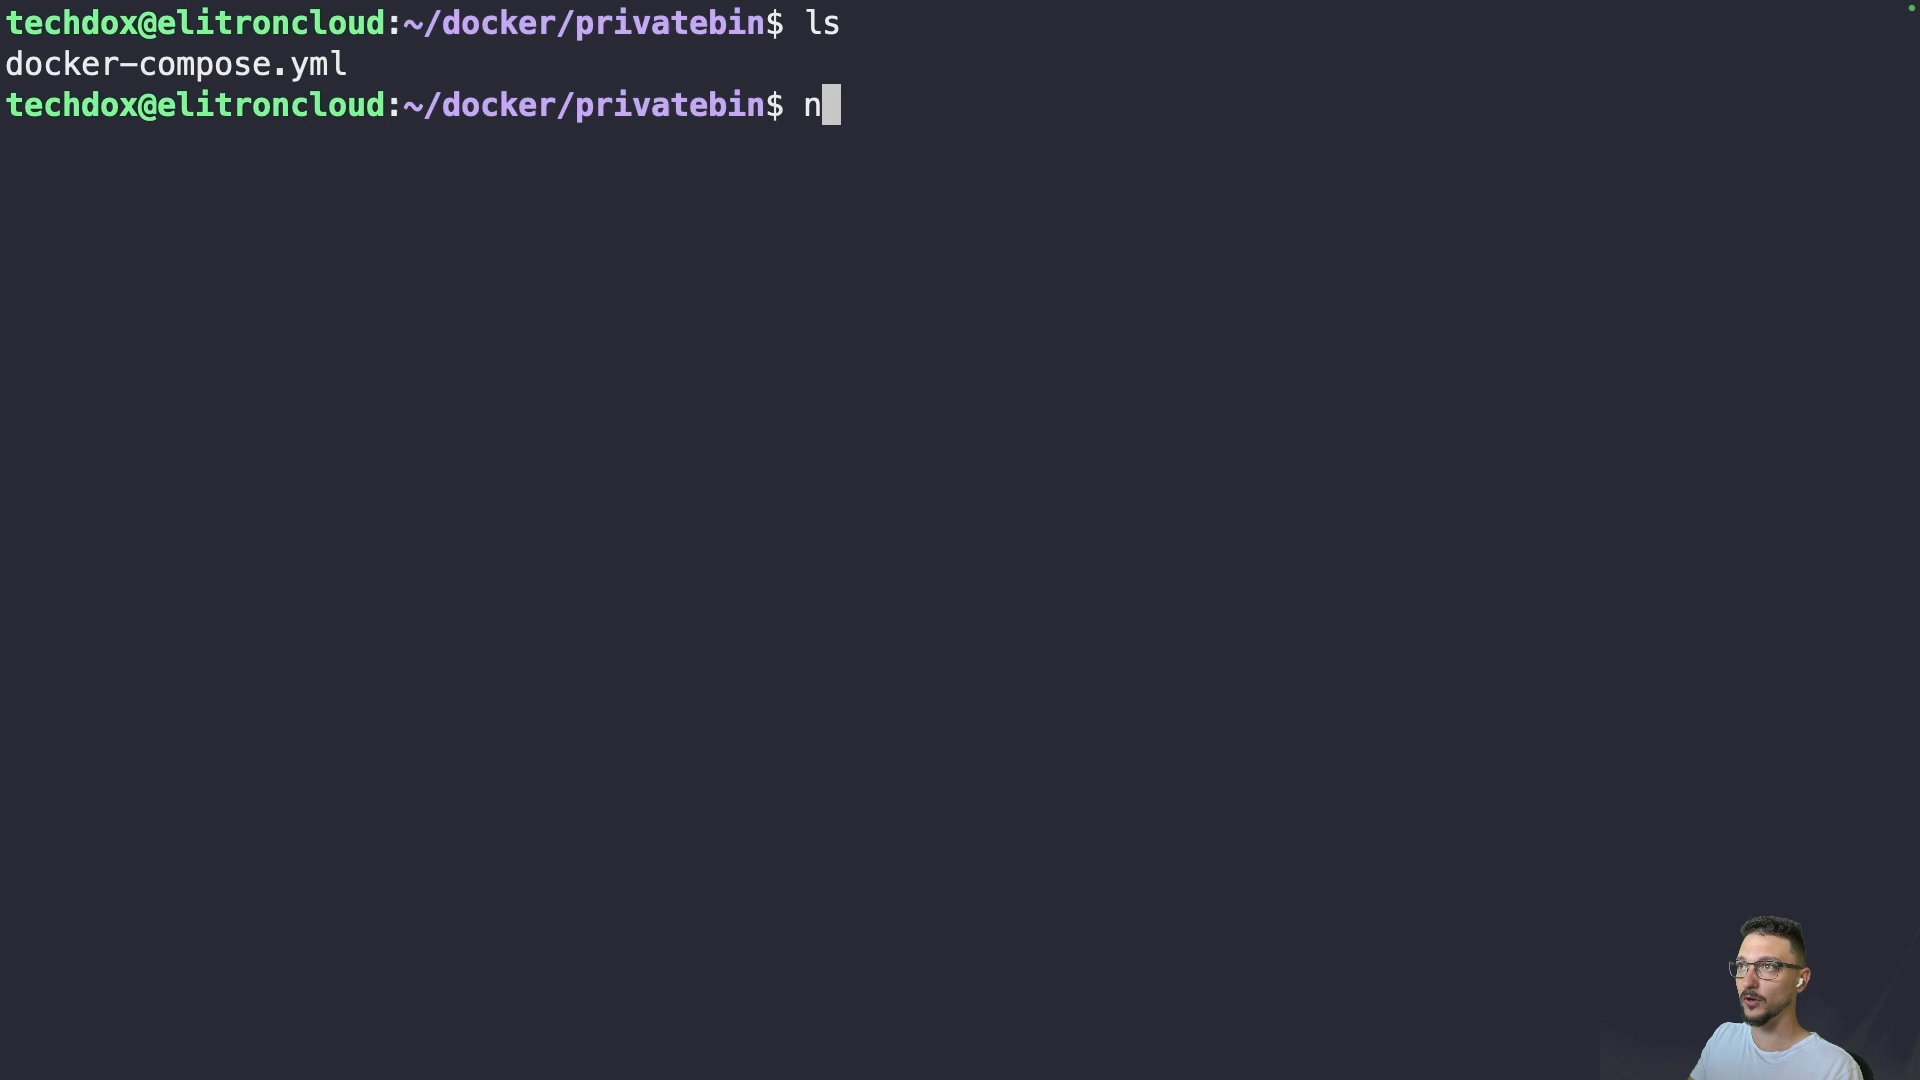 techdox@elitroncloud:~/docker/privatebin$ ls
docker-compose.yml
techdox@elitroncloud:~/docker/privatebin$ n